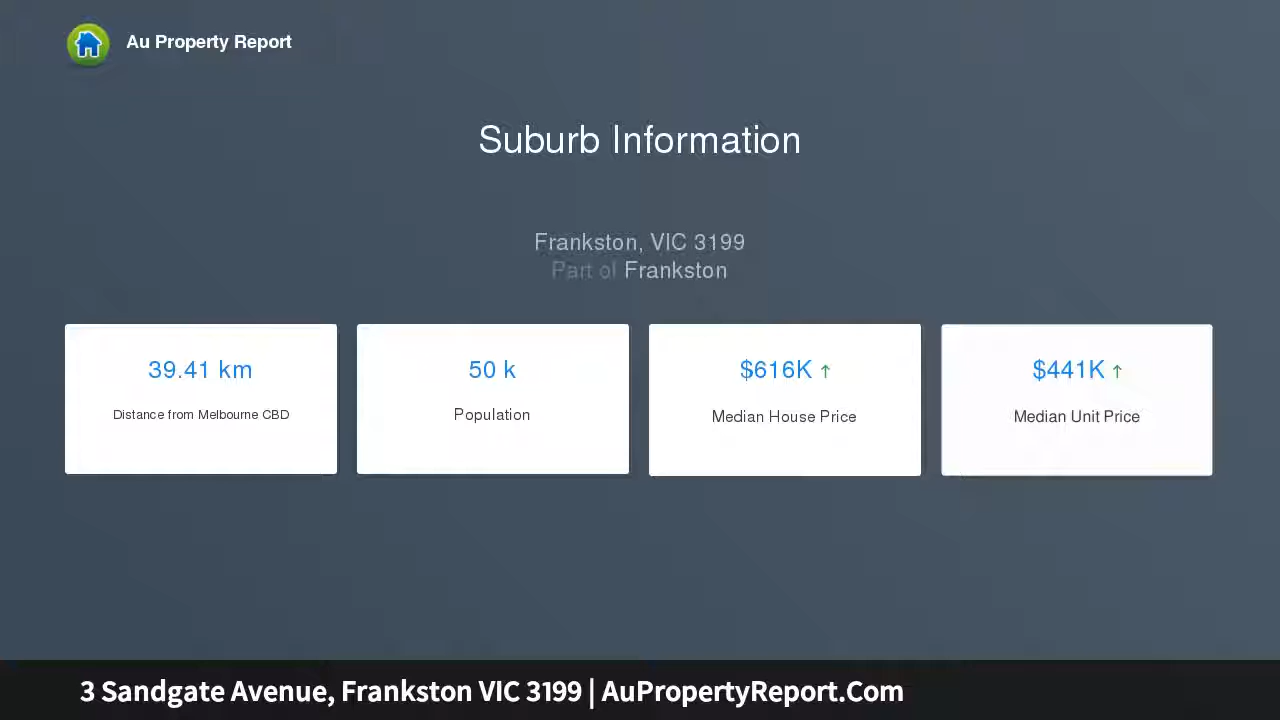 Au Property Report
Suburb Information
Frankston, VIC 3199
Part of Frankston
39.41 km
Distance from Melbourne CBD
50 k
Population
$616K ↑
Median House Price
$441K ↑
Median Unit Price
3 Sandgate Avenue, Frankston VIC 3199 | AuPropertyReport.Com